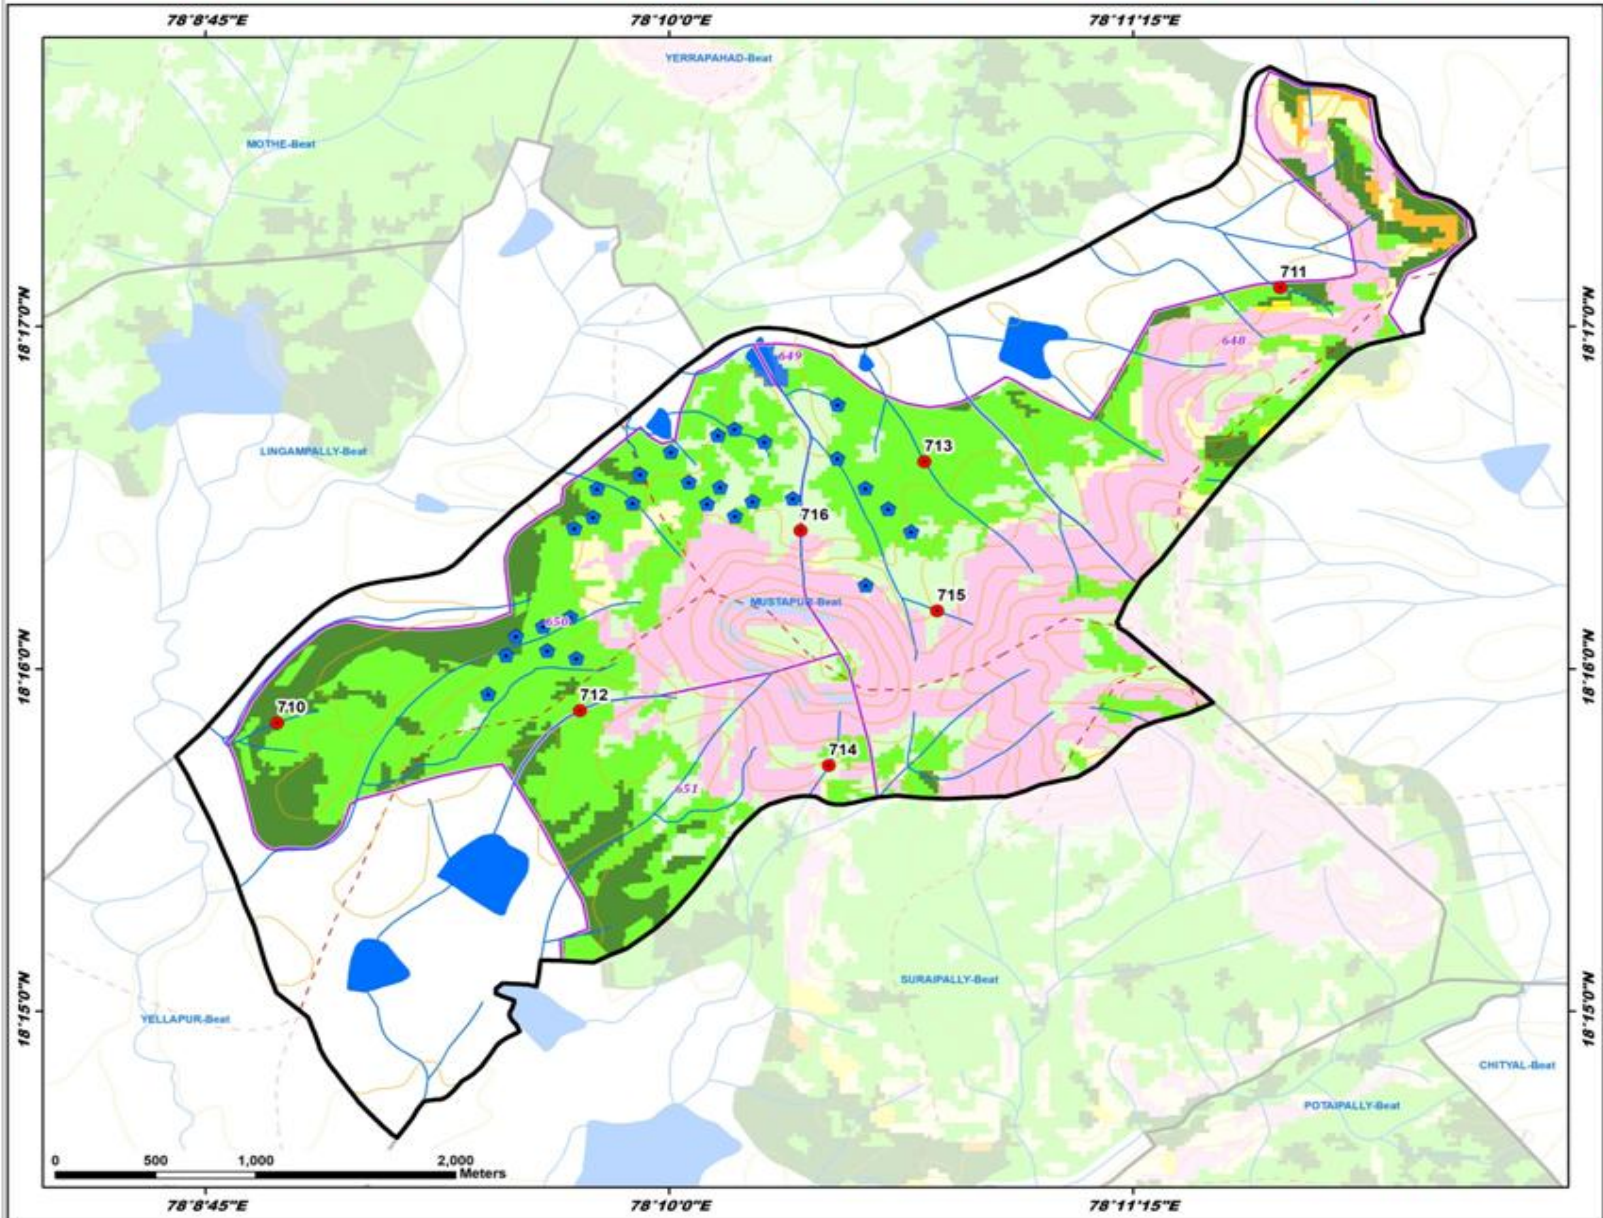 78°8'45"E 78°10'0"E 78°11'15"E
YERRAPAHAD-Beat
MOTHE-Beat
711
18°17'0"N 18°17'0"N
648
649
LINGAMPALLY-Beat
713
716
MUSTAPUR-Beat
715
650
18°16'0"N 18°16'0"N
710
712
714
651
SURAIPALLY-Beat
18°15'0"N 18°15'0"N
YELLAPUR-Beat
CHITYAL-Beat
POTAIPALLY-Beat
0 500 1,000 2,000
Meters
78°8'45"E 78°10'0"E 78°11'15"E